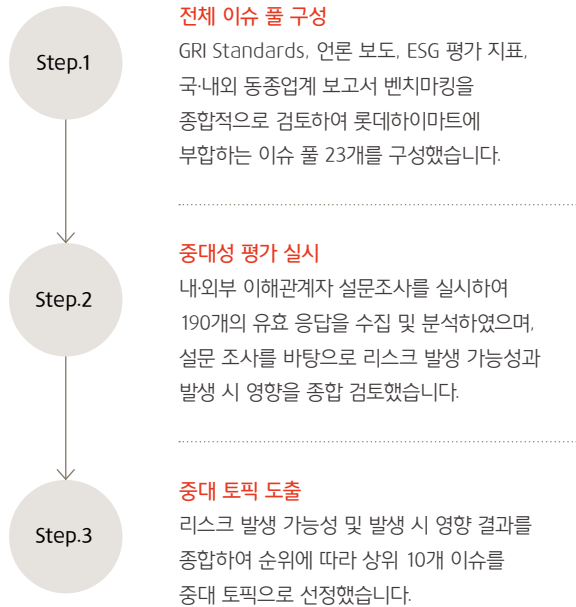 Step.1
전체 이슈 풀 구성
GRI Standards, 언론 보도, ESG 평가 지표,
국·내외 동종업계 보고서 벤치마킹을
종합적으로 검토하여 롯데하이마트에
부합하는 이슈 풀 23개를 구성했습니다.
Step.2
중대성 평가 실시
내·외부 이해관계자 설문조사를 실시하여
190개의 유효 응답을 수집 및 분석하였으며,
설문 조사를 바탕으로 리스크 발생 가능성과
발생 시 영향을 종합 검토했습니다.
Step.3
중대 토픽 도출
리스크 발생 가능성 및 발생 시 영향 결과를
종합하여 순위에 따라 상위 10개 이슈를
중대 토픽으로 선정했습니다.